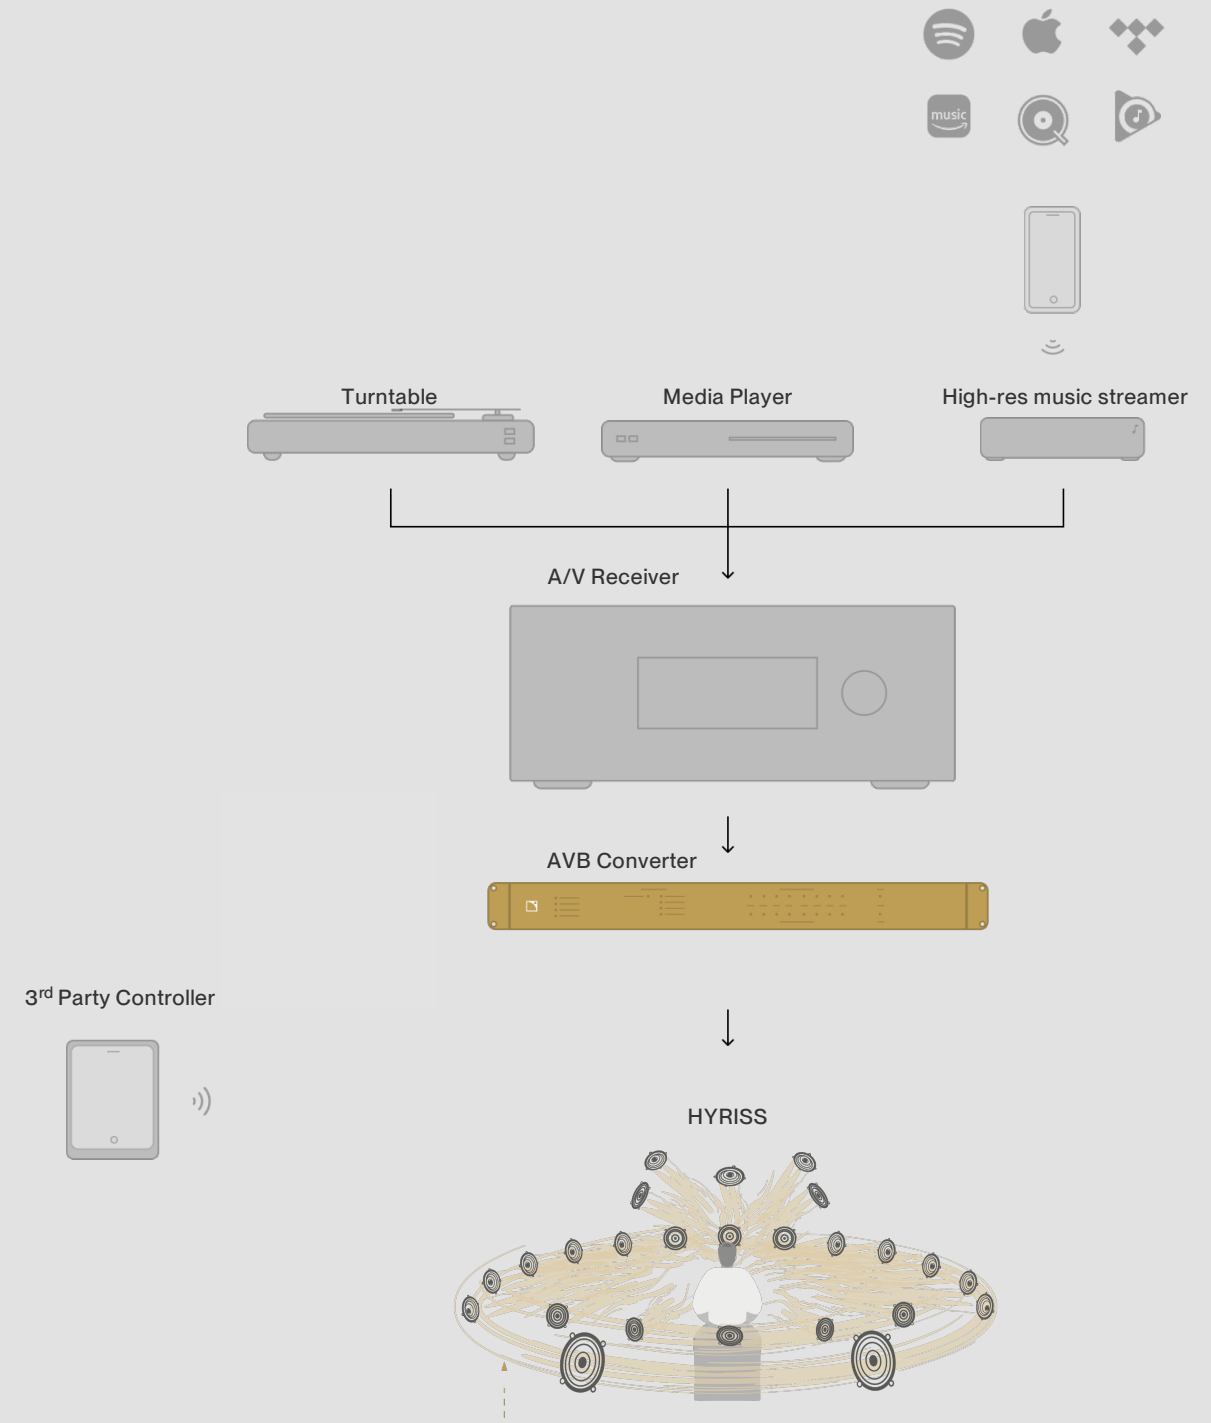 music
Turntable
Media Player
High-res music streamer
A/V Receiver
AVB Converter
3rd Party Controller
HYRISS